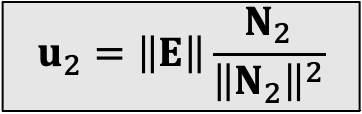 𝐮₂ = ‖𝐄‖ 𝐍₂ / ‖𝐍₂‖²